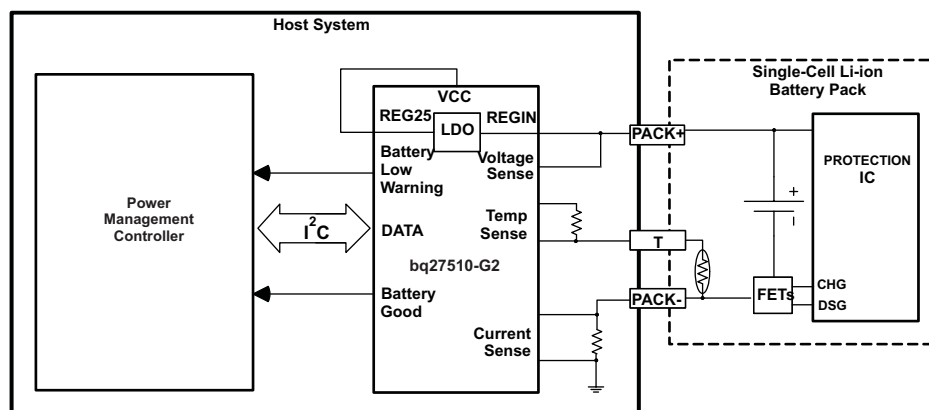 Host System
Single-Cell Li-ion
Battery Pack
VCC
REG25
LDO
REGIN
PACK+
Battery
Low
Warning
Voltage
Sense
PROTECTION
IC
+
–
Power
Management
Controller
I²C
DATA
Temp
Sense
T
bq27510-G2
PACK-
FETs
CHG
DSG
Battery
Good
Current
Sense